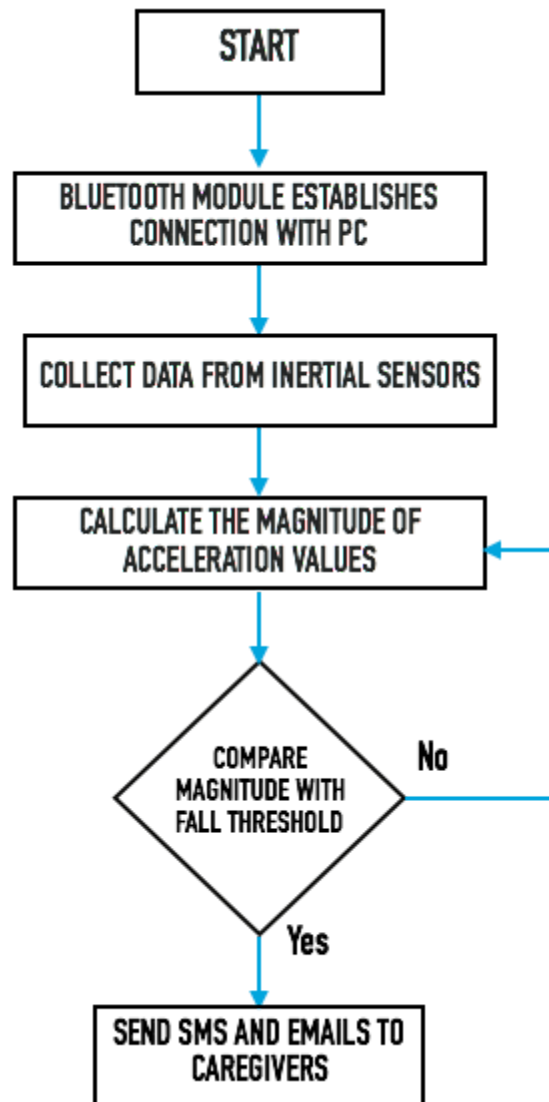 START
BLUETOOTH MODULE ESTABLISHES
CONNECTION WITH PC
COLLECT DATA FROM INERTIAL SENSORS
CALCULATE THE MAGNITUDE OF
ACCELERATION VALUES
COMPARE
MAGNITUDE WITH
FALL THRESHOLD
No
Yes
SEND SMS AND EMAILS TO
CAREGIVERS